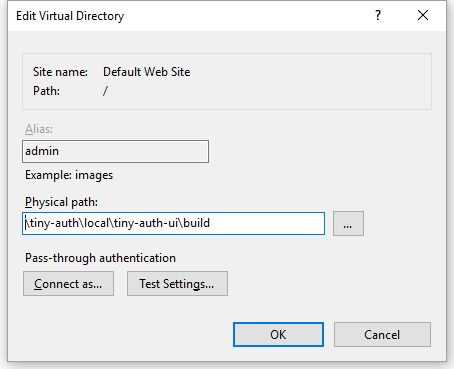 Edit Virtual Directory
?
Site name: Default Web Site
Path: /
Alias:
admin
Example: images
Physical path:
\tiny-auth\local\tiny-auth-ui\build
...
Pass-through authentication
Connect as... Test Settings...
OK Cancel